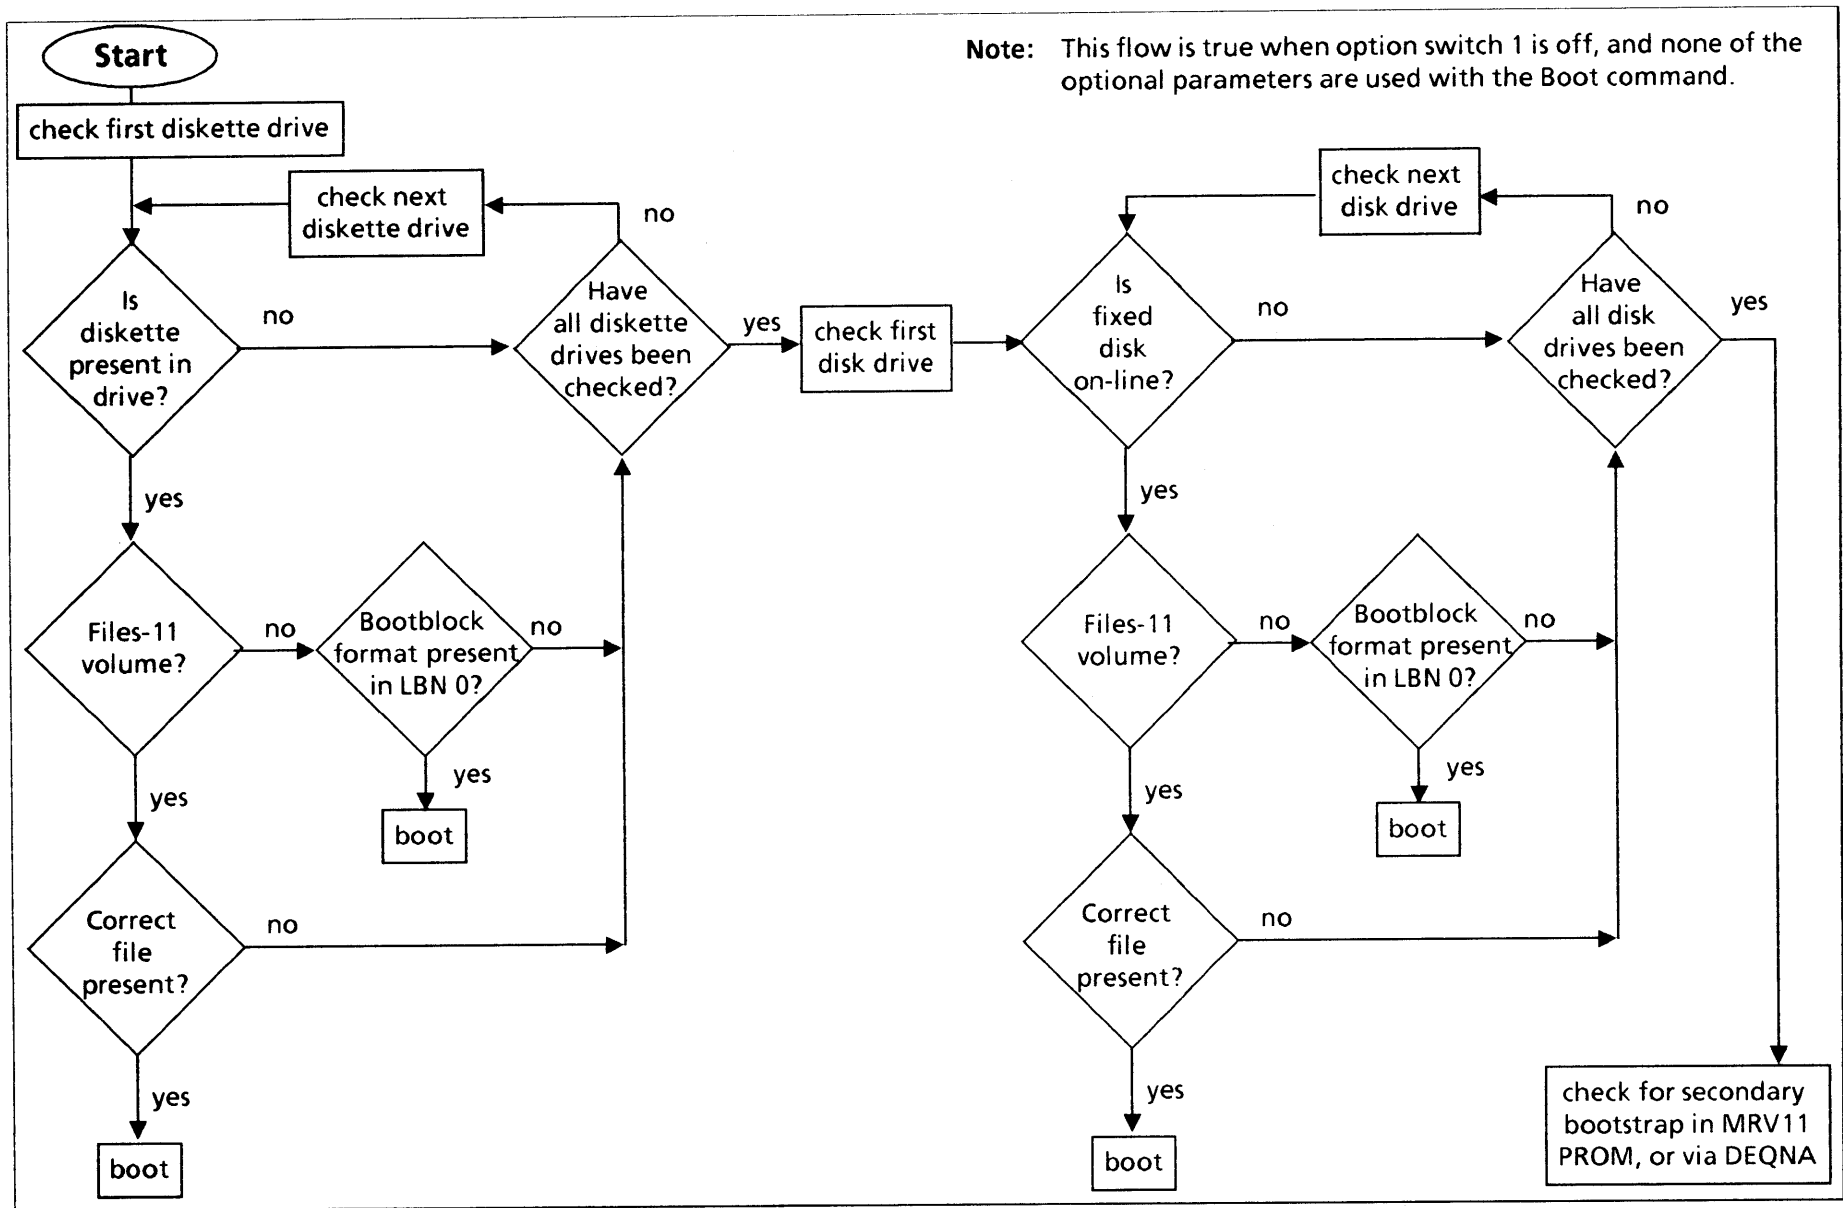 Start
Note: This flow is true when option switch 1 is off, and none of the
optional parameters are used with the Boot command.
check first diskette drive
check next
diskette drive
no
Is
diskette
present in
drive?
no
Have
all diskette
drives been
checked?
yes
yes
Files-11
volume?
no
Bootblock
format present
in LBN 0?
no
yes
boot
yes
Correct
file
present?
no
yes
boot
check first
disk drive
check next
disk drive
no
Is
fixed
disk
on-line?
no
Have
all disk
drives been
checked?
yes
yes
Files-11
volume?
no
Bootblock
format present
in LBN 0?
no
yes
boot
yes
Correct
file
present?
no
yes
boot
check for secondary
bootstrap in MRV11
PROM, or via DEQNA